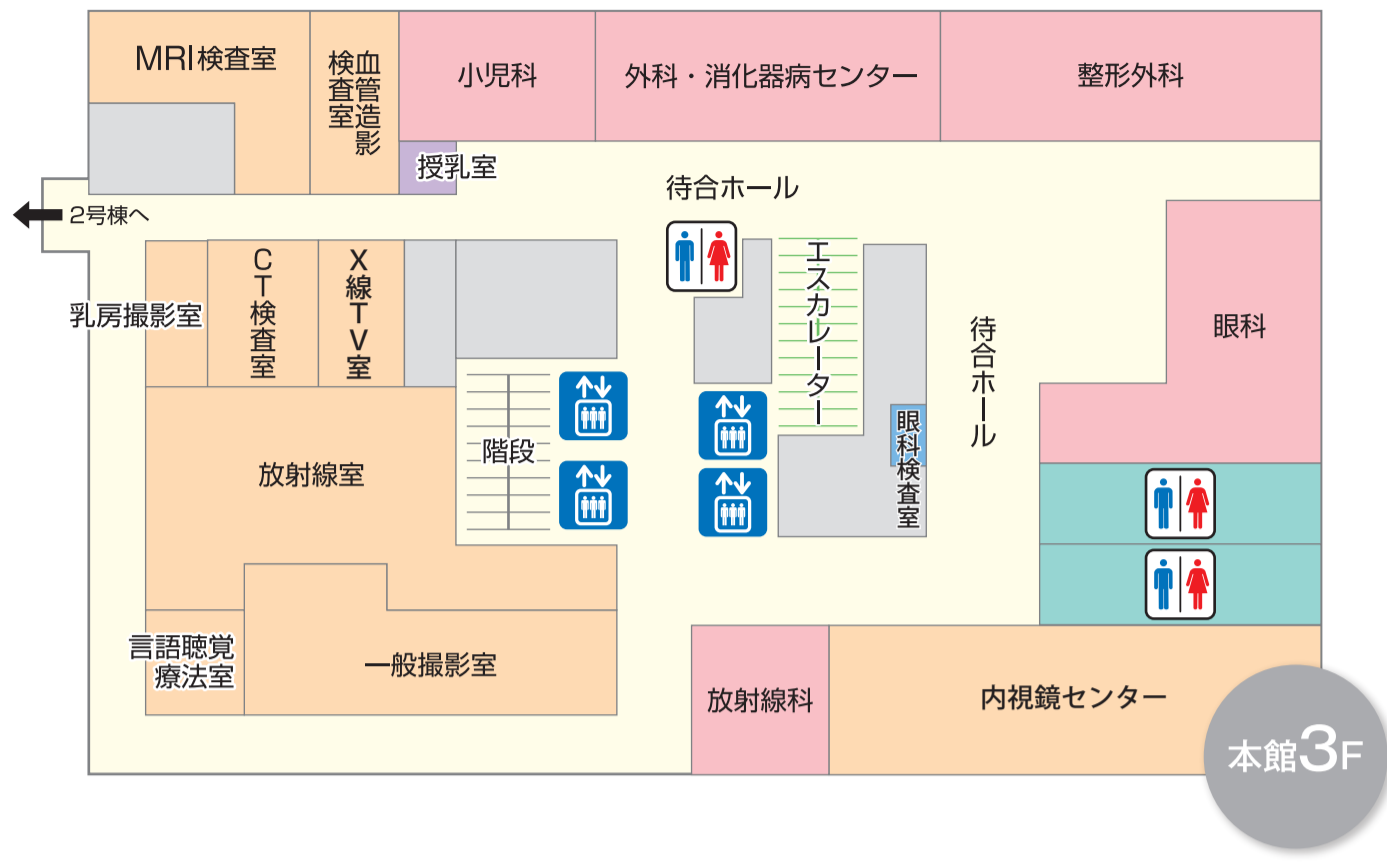 MRI検査室
血管造影
検査室
小児科
外科・消化器病センター
整形外科
授乳室
待合ホール
2号棟へ
乳房撮影室
CT検査室
X線TV室
エスカレーター
待合ホール
眼科
眼科検査室
階段
放射線室
言語聴覚
療法室
一般撮影室
放射線科
内視鏡センター
本館3F